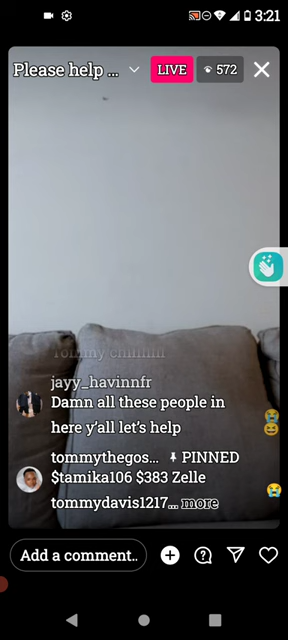 3:21
Please help ...
LIVE
572
Tommy chiiiiiii
jayy_havinnfr
Damn all these people in
here y'all let's help
tommythegos... PINNED
$tamika106 $383 Zelle
tommydavis1217... more
Add a comment..